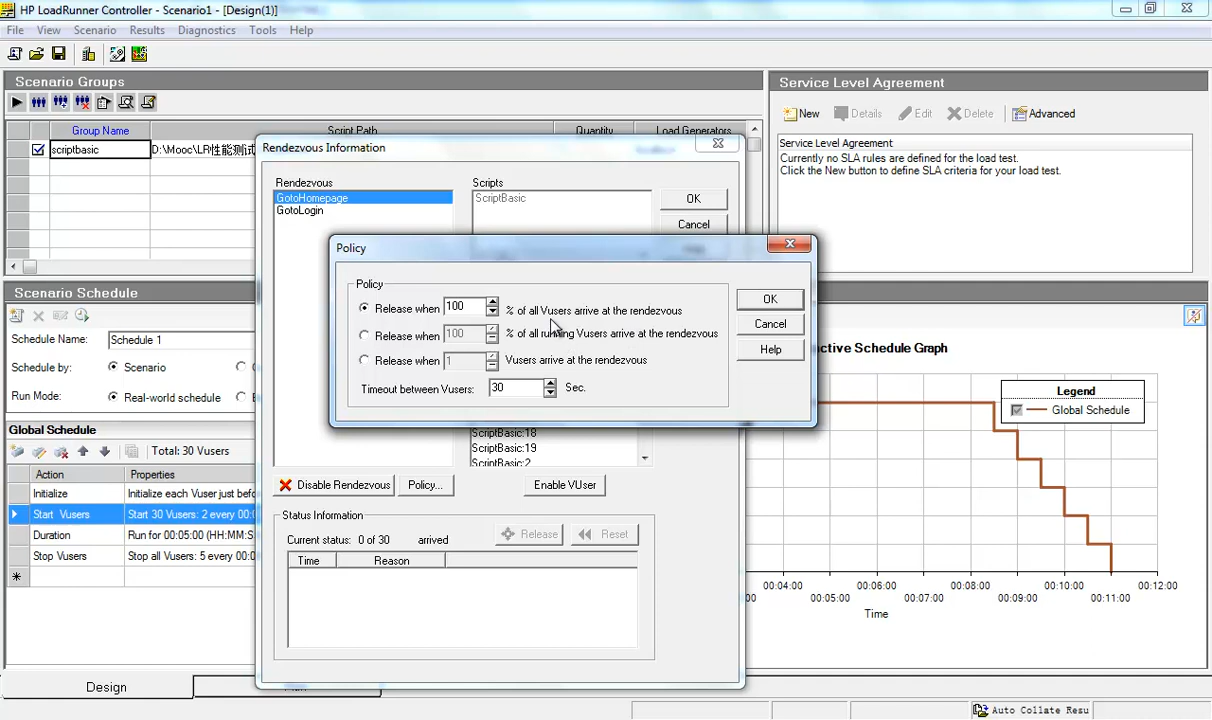 HP LoadRunner Controller - Scenario1 - [Design(1)]
File View Scenario Results Diagnostics Tools Help
Scenario Groups
Group Name Script Path Quantity Load Generators
scriptbasic D:\Mooc\LR性能测试
Service Level Agreement
New Details Edit Delete Advanced
Service Level Agreement
Currently no SLA rules are defined for the load test.
Click the New button to define SLA criteria for your load test.
Rendezvous Information
Rendezvous
GotoHomepage
GotoLogin
Scripts
ScriptBasic
OK
Cancel
Policy
Policy
Release when 100 % of all Vusers arrive at the rendezvous
Release when 100 % of all running Vusers arrive at the rendezvous
Release when 1 Vusers arrive at the rendezvous
Timeout between Vusers: 30 Sec.
OK
Cancel
Help
ScriptBasic:18
ScriptBasic:19
ScriptBasic:2
Disable Rendezvous Policy... Enable VUser
Status Information
Current status: 0 of 30 arrived Release Reset
Time Reason
Scenario Schedule
Schedule Name: Schedule 1
Schedule by: Scenario
Run Mode: Real-world schedule
Global Schedule
Total: 30 Vusers
Action Properties
Initialize Initialize each Vuser just befo
Start Vusers Start 30 Vusers: 2 every 00:0
Duration Run for 00:05:00 (HH:MM:S
Stop Vusers Stop all Vusers: 5 every 00:0
active Schedule Graph
Legend
Global Schedule
00:04:00 00:06:00 00:08:00 00:10:00 00:12:00
00:05:00 00:07:00 00:09:00 00:11:00
Time
Design
Auto Collate Resu